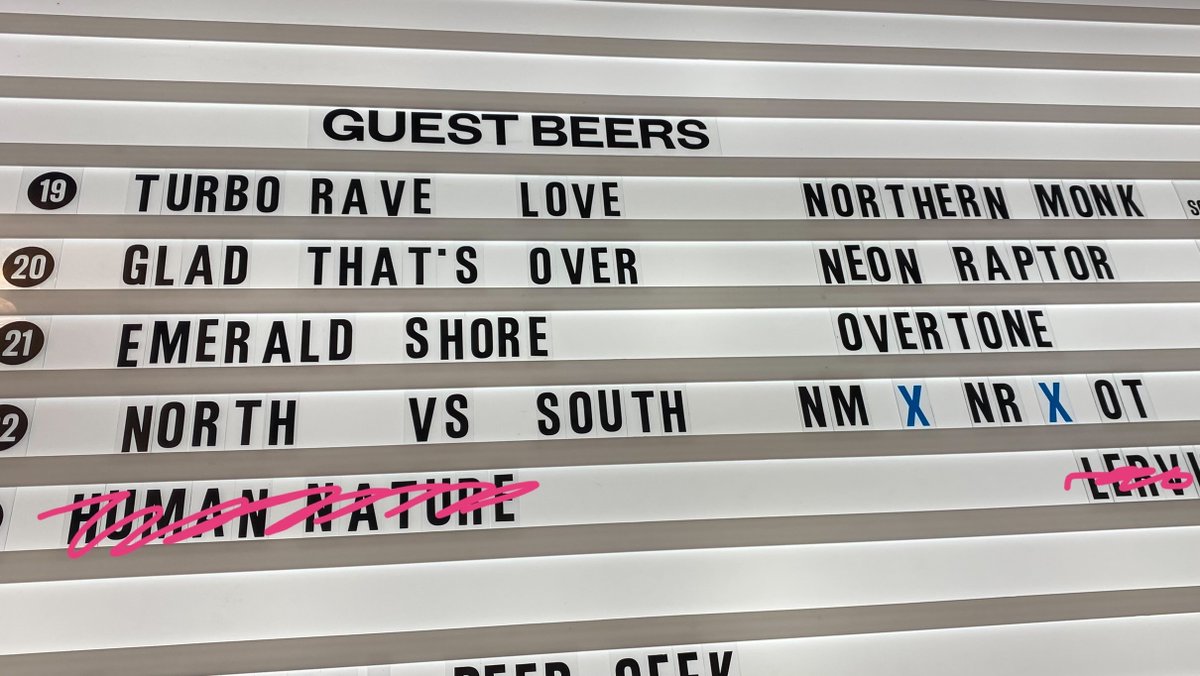 GUEST BEERS
19 TURBO RAVE LOVE NORTHERN MONK
20 GLAD THAT'S OVER NEON RAPTOR
21 EMERALD SHORE OVERTONE
2 NORTH VS SOUTH NM X NR X OT
HUMAN NATURE